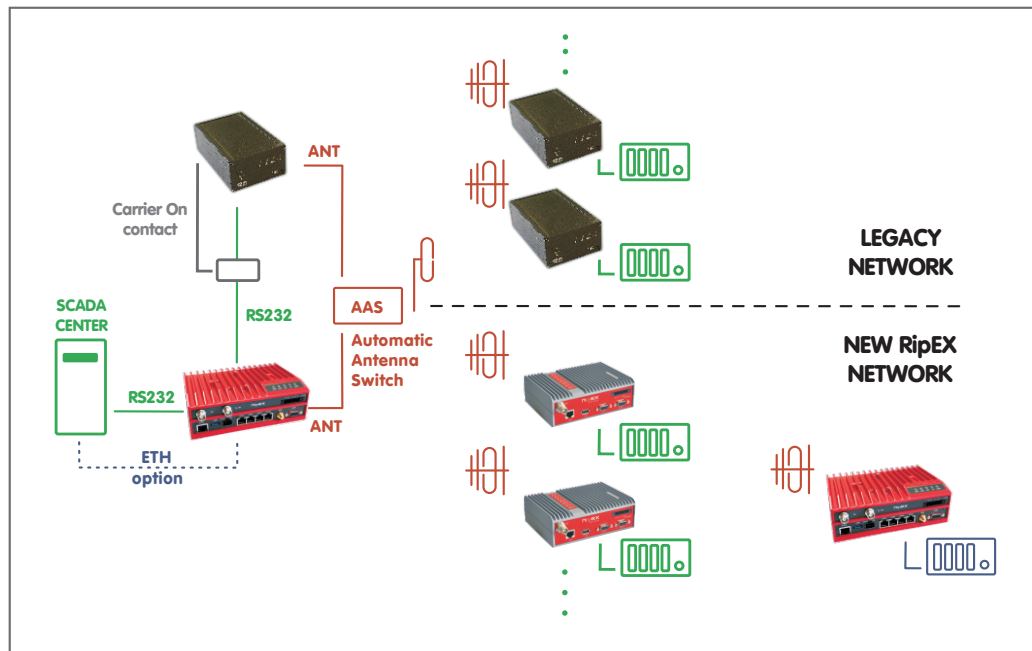 ANT
Carrier On
contact
LEGACY
NETWORK
SCADA
CENTER
RS232
AAS
Automatic
Antenna
Switch
NEW RipEX
NETWORK
RS232
ANT
ETH
option